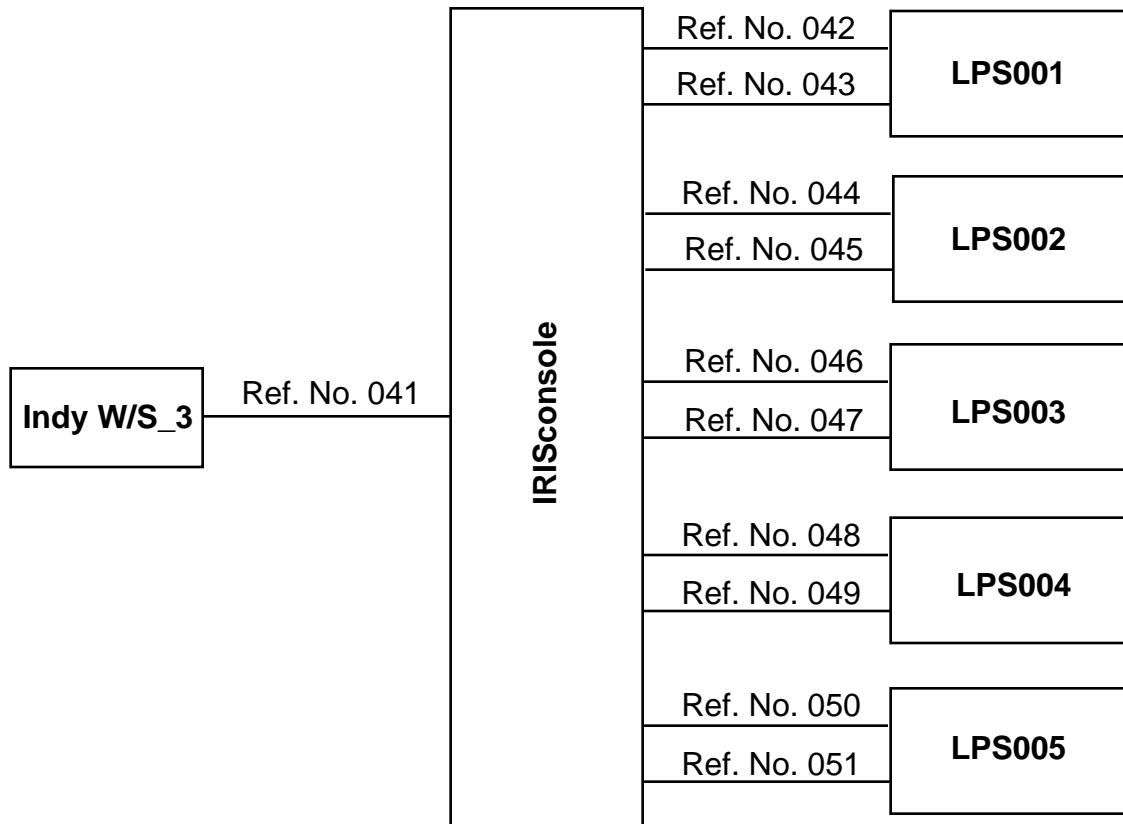 Ref. No. 042
LPS001
Ref. No. 043
Ref. No. 044
LPS002
Ref. No. 045
IRISconsole
Ref. No. 046
Indy W/S_3
Ref. No. 041
LPS003
Ref. No. 047
Ref. No. 048
LPS004
Ref. No. 049
Ref. No. 050
LPS005
Ref. No. 051